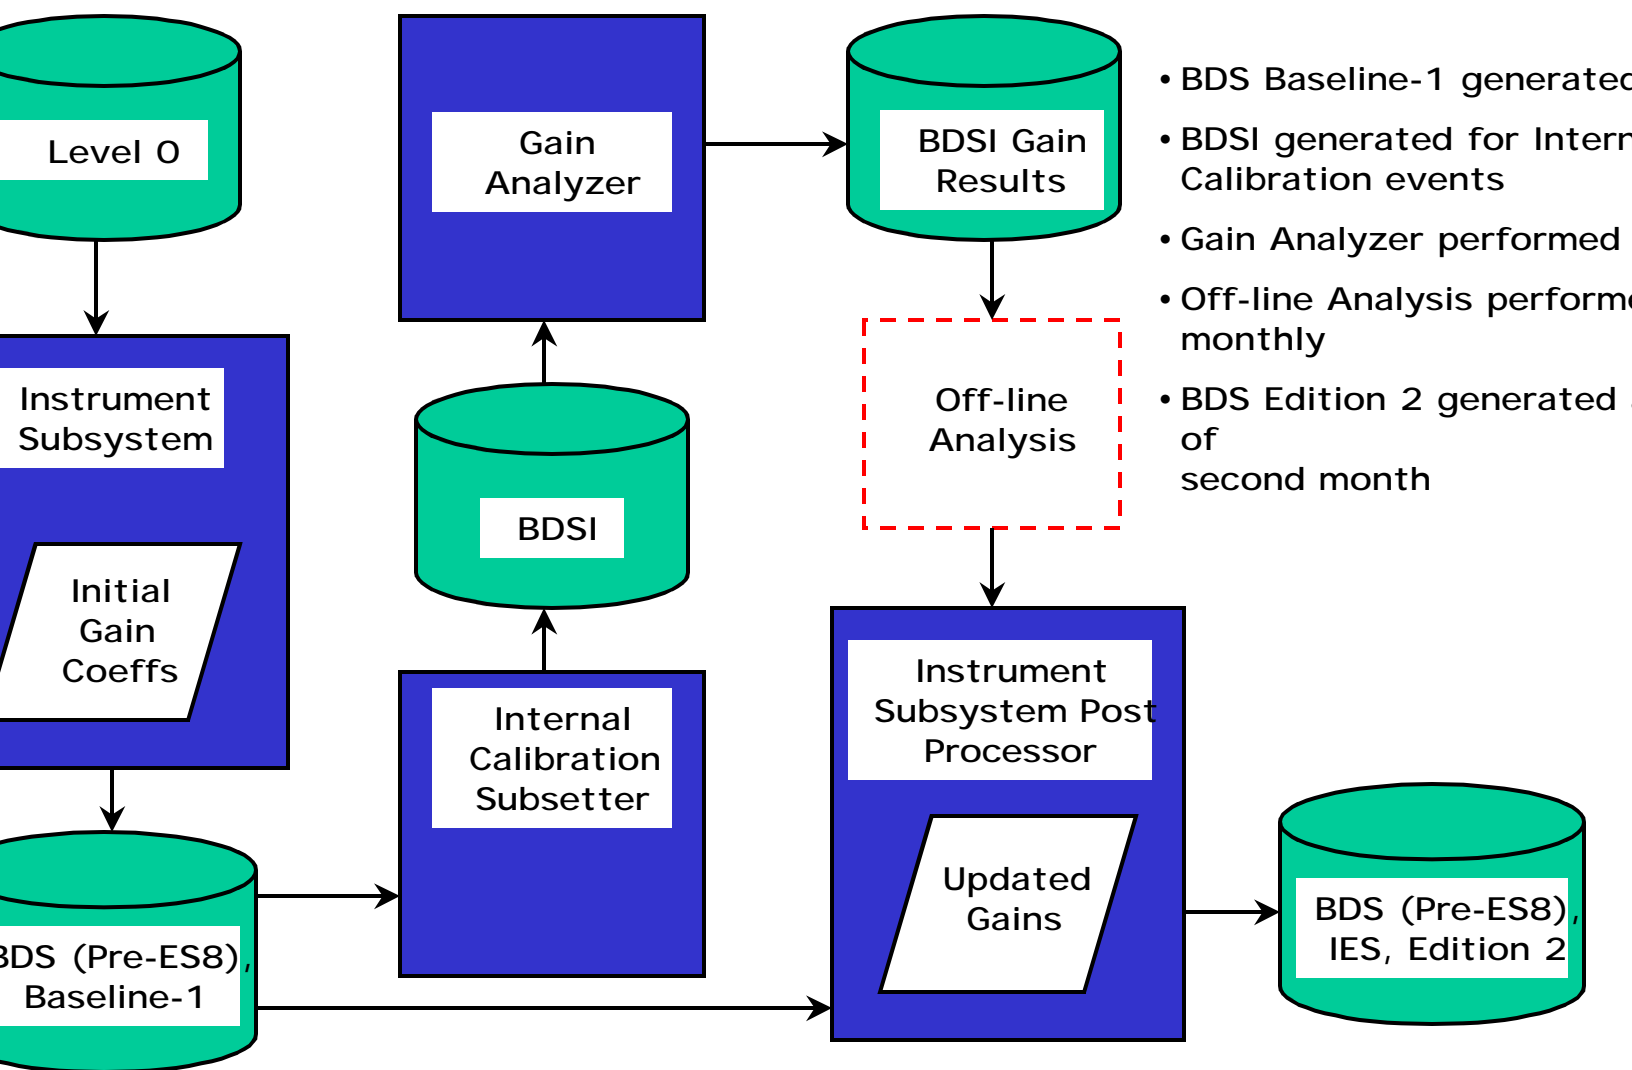 Level 0
Instrument
Subsystem
Initial
Gain
Coeffs
BDS (Pre-ES8),
Baseline-1
Gain
Analyzer
BDSI
Internal
Calibration
Subsetter
BDSI Gain
Results
Off-line
Analysis
Instrument
Subsystem Post
Processor
Updated
Gains
BDS (Pre-ES8),
IES, Edition 2
• BDS Baseline-1 generated
• BDSI generated for Intern
Calibration events
• Gain Analyzer performed
• Off-line Analysis performe
monthly
• BDS Edition 2 generated
of
second month